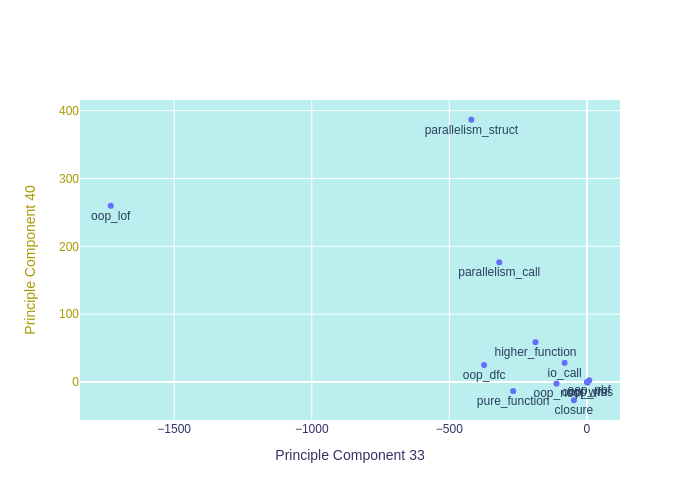 400
parallelism_struct
300
oop_lof
200
parallelism_call
100
higher_function
io_call
oop_dfc
0
pure_function
closure
−1500
−1000
−500
0
Principle Component 33
Principle Component 40